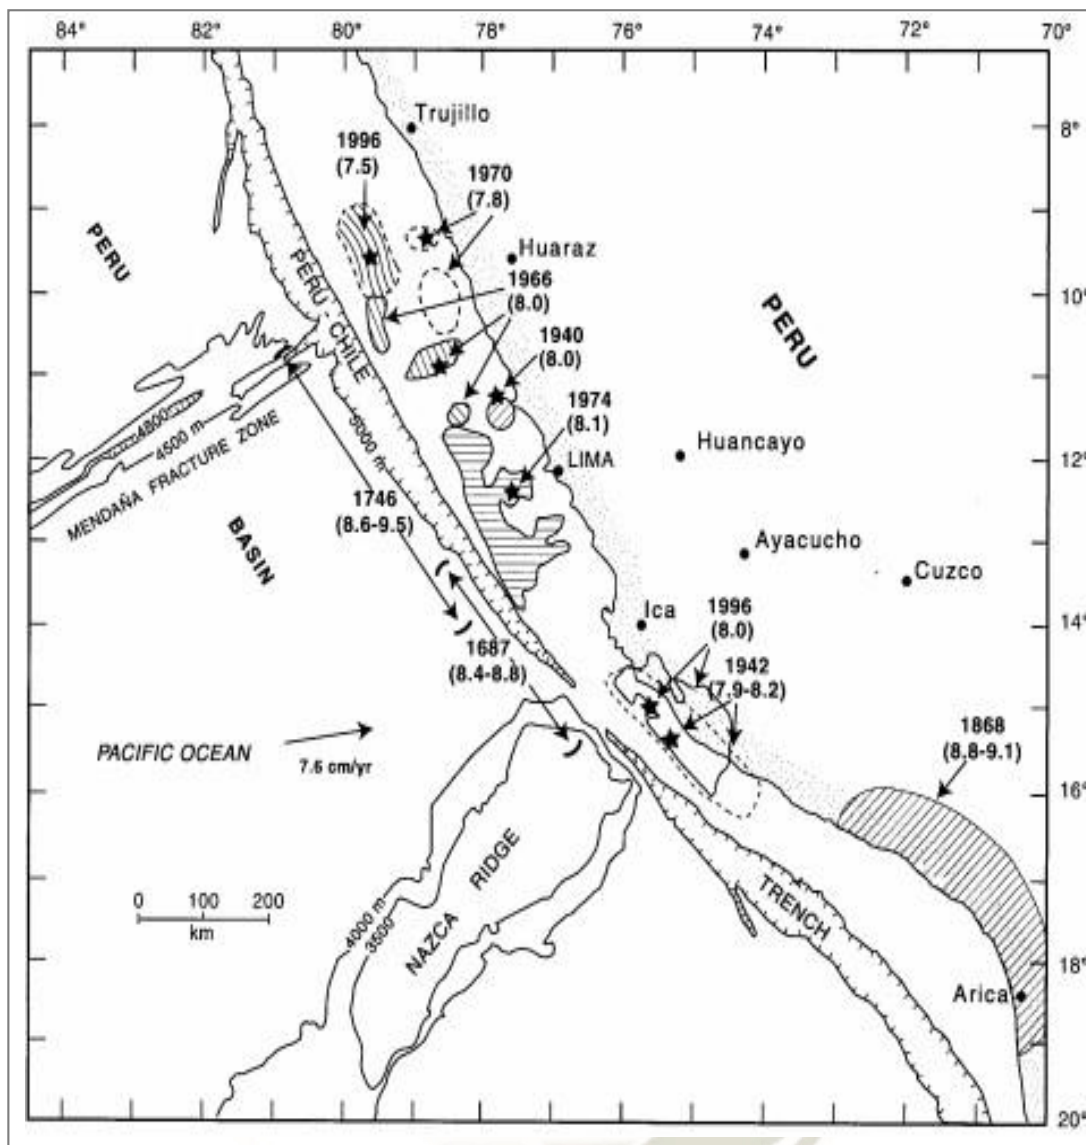 84°
82°
80°
78°
76°
74°
72°
70°
8°
10°
12°
14°
16°
18°
20°
Trujillo
1996
(7.5)
1970
(7.8)
Huaraz
PERU
PERU - CHILE
1966
(8.0)
PERU
1940
(8.0)
1974
(8.1)
4800
4500 m
5000 m
LIMA
Huancayo
MENDAÑA FRACTURE ZONE
1746
(8.6-9.5)
BASIN
Ayacucho
Cuzco
Ica
1996
(8.0)
1687
(8.4-8.8)
1942
(7.9-8.2)
1868
(8.8-9.1)
PACIFIC OCEAN
7.6 cm/yr
NAZCA RIDGE
4000 m
3500
TRENCH
0 100 200
km
Arica